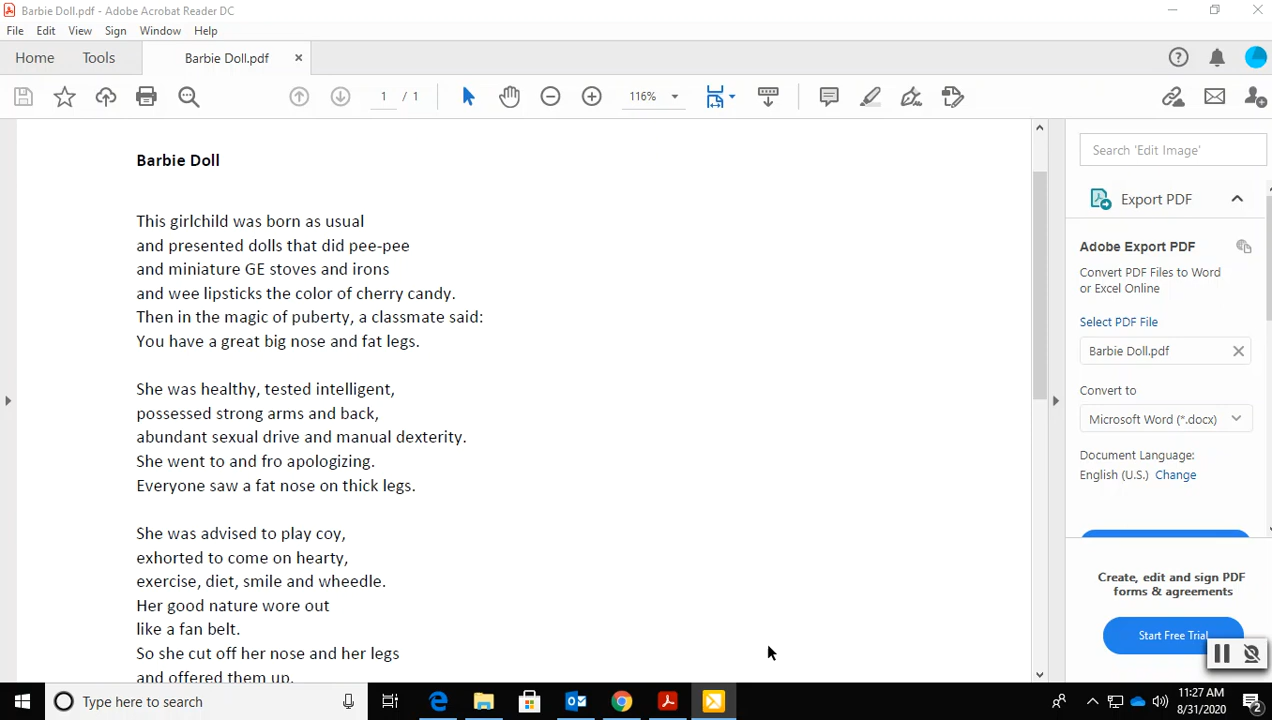 Barbie Doll.pdf - Adobe Acrobat Reader DC
File Edit View Sign Window Help
Home Tools Barbie Doll.pdf
1 / 1 116%
Barbie Doll
This girlchild was born as usual
and presented dolls that did pee-pee
and miniature GE stoves and irons
and wee lipsticks the color of cherry candy.
Then in the magic of puberty, a classmate said:
You have a great big nose and fat legs.
She was healthy, tested intelligent,
possessed strong arms and back,
abundant sexual drive and manual dexterity.
She went to and fro apologizing.
Everyone saw a fat nose on thick legs.
She was advised to play coy,
exhorted to come on hearty,
exercise, diet, smile and wheedle.
Her good nature wore out
like a fan belt.
So she cut off her nose and her legs
and offered them up.
Search 'Edit Image'
Export PDF
Adobe Export PDF
Convert PDF Files to Word
or Excel Online
Select PDF File
Barbie Doll.pdf
Convert to
Microsoft Word (*.docx)
Document Language:
English (U.S.) Change
Create, edit and sign PDF
forms & agreements
Start Free Trial
Type here to search
11:27 AM
8/31/2020
2